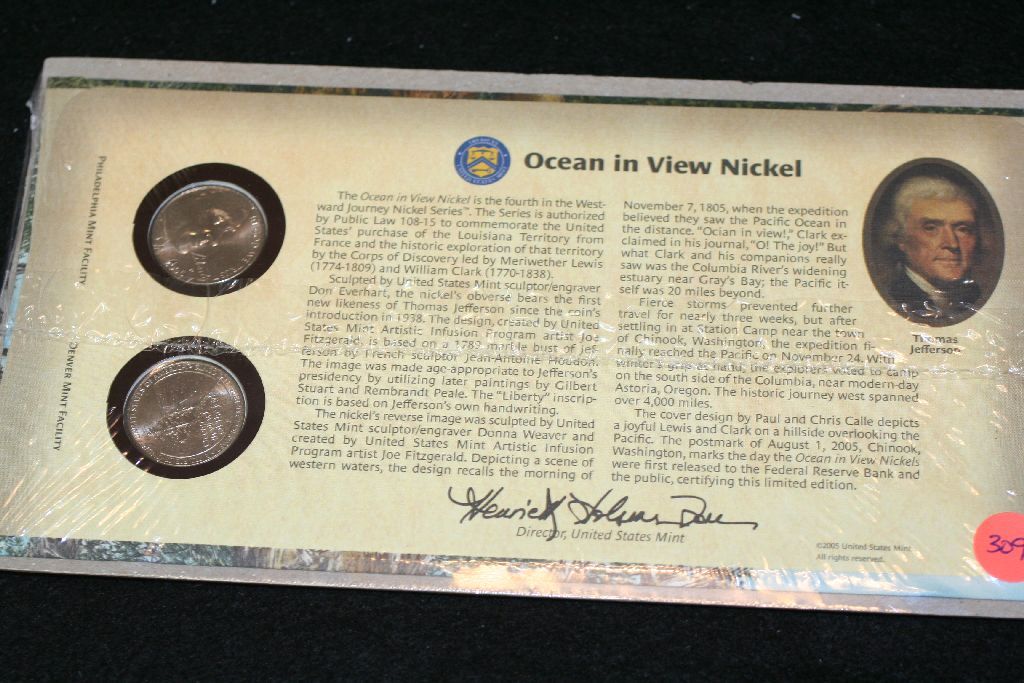 PHILADELPHIA MINT FACILITY
DENVER MINT FACILITY
Ocean in View Nickel
The Ocean in View Nickel is the fourth in the West-
ward Journey Nickel Series™. The Series is authorized
by Public Law 108-15 to commemorate the United
States' purchase of the Louisiana Territory from
France and the historic exploration of that territory
by the Corps of Discovery led by Meriwether Lewis
(1774-1809) and William Clark (1770-1838).
Sculpted by United States Mint sculptor/engraver
Don Everhart, the nickel's obverse bears the first
new likeness of Thomas Jefferson since the coin's
introduction in 1938. The design, created by United
States Mint Artistic Infusion Program artist Joe
Fitzgerald, is based on a 1789 marble bust of Jef-
ferson by French sculptor Jean-Antoine Houdon.
The image was made age-appropriate to Jefferson's
presidency by utilizing later paintings by Gilbert
Stuart and Rembrandt Peale. The "Liberty" inscrip-
tion is based on Jefferson's own handwriting.
The nickel's reverse image was sculpted by United
States Mint sculptor/engraver Donna Weaver and
created by United States Mint Artistic Infusion
Program artist Joe Fitzgerald. Depicting a scene of
western waters, the design recalls the morning of
November 7, 1805, when the expedition
believed they saw the Pacific Ocean in
the distance. "Ocian in view!," Clark ex-
claimed in his journal, "O! The joy!" But
what Clark and his companions really
saw was the Columbia River's widening
estuary near Gray's Bay; the Pacific it-
self was 20 miles beyond.
Fierce storms prevented further
travel for nearly three weeks, but after
settling in at Station Camp near the town
of Chinook, Washington, the expedition fi-
nally reached the Pacific on November 24. With
winter's grip at hand, the explorers voted to camp
on the south side of the Columbia, near modern-day
Astoria, Oregon. The historic journey west spanned
over 4,000 miles.
The cover design by Paul and Chris Calle depicts
a joyful Lewis and Clark on a hillside overlooking the
Pacific. The postmark of August 1, 2005, Chinook,
Washington, marks the day the Ocean in View Nickels
were first released to the Federal Reserve Bank and
the public, certifying this limited edition.
Thomas
Jefferson
Director, United States Mint
©2005 United States Mint
All rights reserved.
309